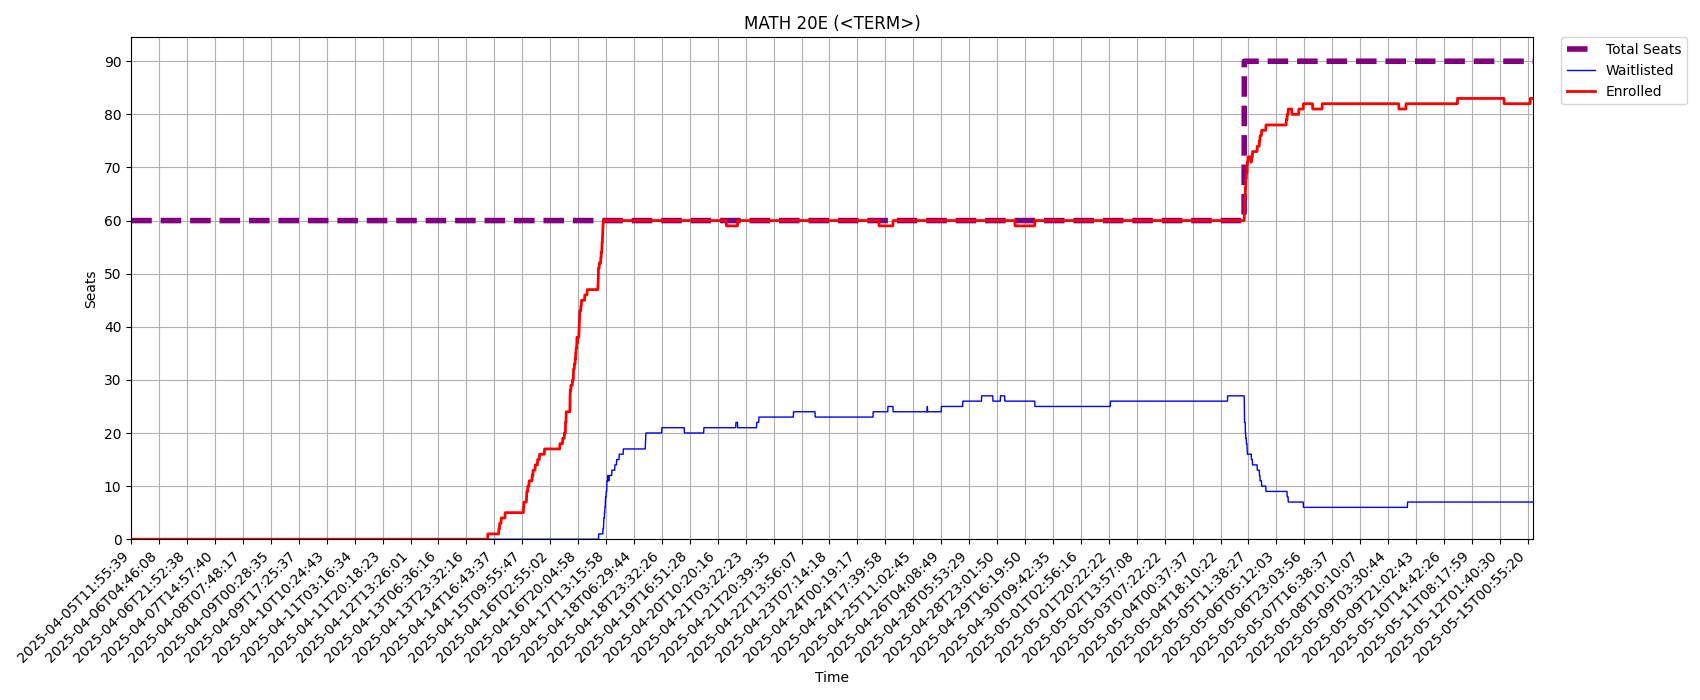 MATH 20E (<TERM>)
Total Seats
Waitlisted
Enrolled
Seats
90
80
70
60
50
40
30
20
10
0
2025-04-05T11:55:39
2025-04-06T04:46:08
2025-04-06T21:52:38
2025-04-07T14:57:40
2025-04-08T07:48:17
2025-04-09T00:28:35
2025-04-09T17:25:37
2025-04-10T10:24:43
2025-04-11T03:16:34
2025-04-11T20:18:23
2025-04-12T13:26:01
2025-04-13T06:36:16
2025-04-13T23:32:16
2025-04-14T16:43:37
2025-04-15T09:55:47
2025-04-16T02:55:02
2025-04-16T20:04:58
2025-04-17T13:15:58
2025-04-18T06:29:44
2025-04-18T23:32:26
2025-04-19T16:51:28
2025-04-20T10:20:16
2025-04-21T03:22:23
2025-04-21T20:39:35
2025-04-22T13:56:07
2025-04-23T07:14:18
2025-04-24T00:19:17
2025-04-24T17:39:58
2025-04-25T11:02:45
2025-04-26T04:08:49
2025-04-28T05:53:29
2025-04-28T23:01:50
2025-04-29T16:19:50
2025-04-30T09:42:35
2025-05-01T02:56:16
2025-05-01T20:22:22
2025-05-02T13:57:08
2025-05-03T07:22:22
2025-05-04T00:37:37
2025-05-04T18:10:22
2025-05-05T11:38:27
2025-05-06T05:12:03
2025-05-06T23:03:56
2025-05-07T16:38:37
2025-05-08T10:10:07
2025-05-09T03:30:44
2025-05-09T21:02:43
2025-05-10T14:42:26
2025-05-11T08:17:59
2025-05-12T01:40:30
2025-05-15T00:55:20
Time